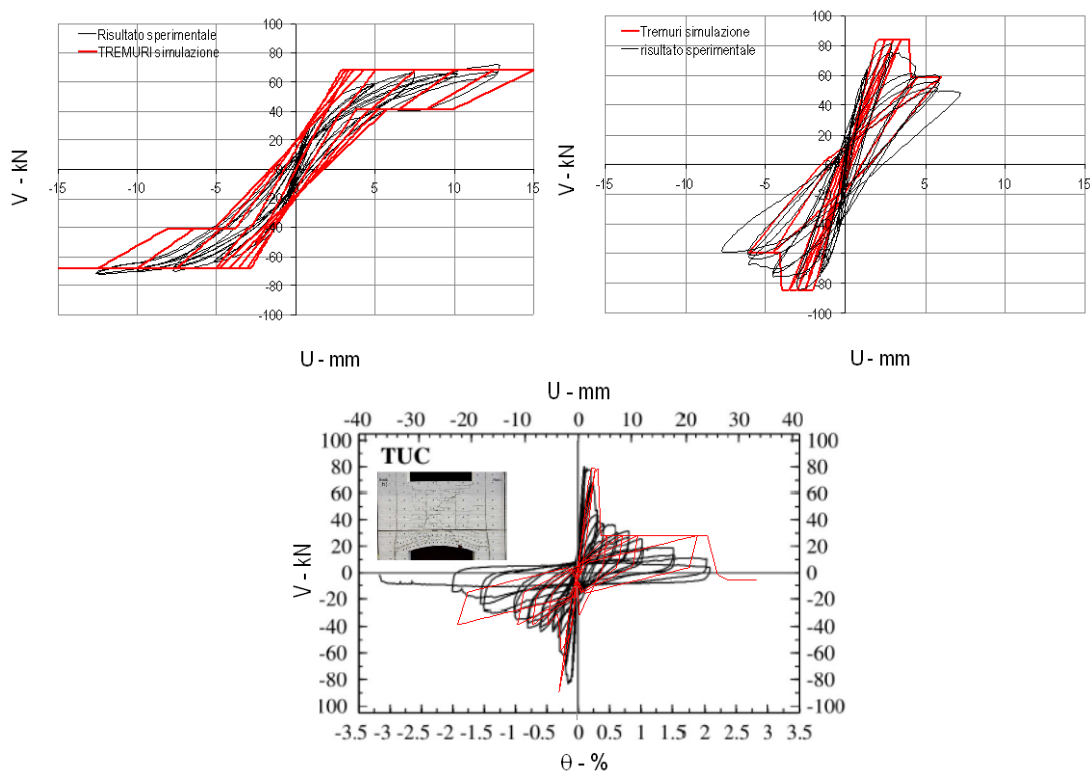 Risultato sperimentale
TREMURI simulazione
V - kN
100
80
60
40
20
0
-20
-40
-60
-80
-100
-15 -10 -5 0 5 10 15
U - mm
Tremuri simulazione
risultato sperimentale
V - kN
100
80
60
40
20
0
-20
-40
-60
-80
-100
-15 -10 -5 0 5 10 15
U - mm
U - mm
-40 -30 -20 -10 0 10 20 30 40
TUC
V - kN
100 100
80 80
60 60
40 40
20 20
0 0
-20 -20
-40 -40
-60 -60
-80 -80
-100 -100
-3.5 -3 -2.5 -2 -1.5 -1 -0.5 0 0.5 1 1.5 2 2.5 3 3.5
Θ - %